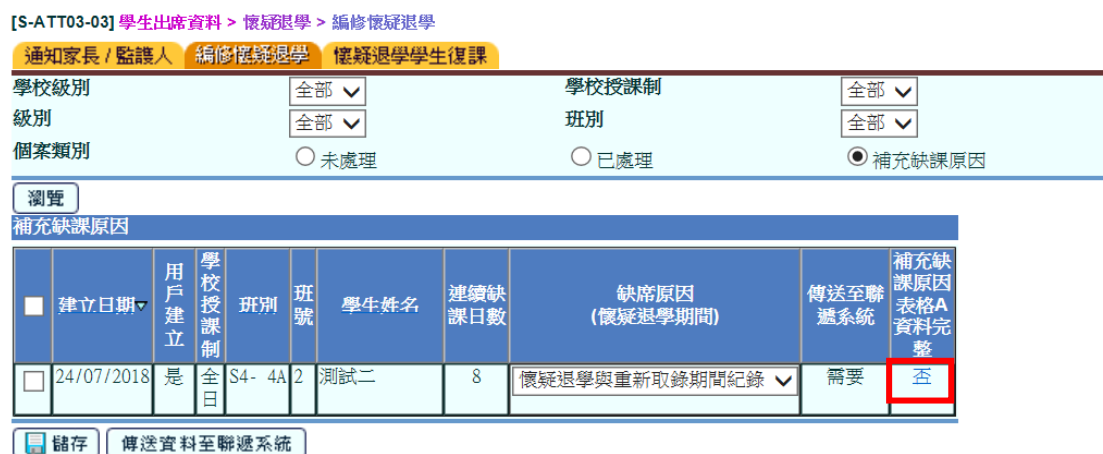 [S-ATT03-03] 學生出席資料 > 懷疑退學 > 編修懷疑退學
通知家長 / 監護人 編修懷疑退學 懷疑退學學生復課
學校級別 全部 學校授課制 全部
級別 全部 班別 全部
個案類別 未處理 已處理 補充缺課原因
瀏覽
補充缺課原因
建立日期 用戶建立 學校授課制 班別 班號 學生姓名 連續缺課日數 缺席原因 (懷疑退學期間) 傳送至聯遞系統 補充缺課原因表格A資料完整
24/07/2018 是 全日 S4- 4A 2 測試二 8 懷疑退學與重新取錄期間紀錄 需要 否
儲存 傳送資料至聯遞系統